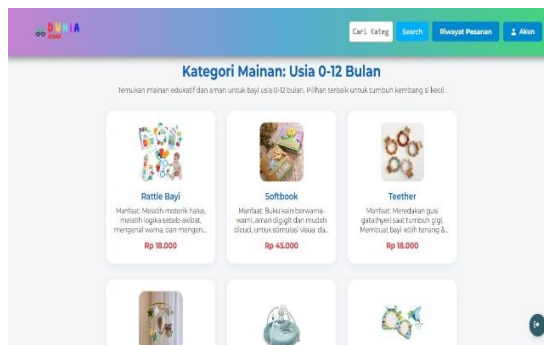 DUNIA
ANAK
Cari Kateg
Search
Riwayat Pesanan
Akun
Kategori Mainan: Usia 0-12 Bulan
Temukan mainan edukatif dan aman untuk bayi usia 0-12 bulan. Pilihan terbaik untuk tumbuh kembang si kecil.
Rattle Bayi
Manfaat: Melatih motorik halus,
melatih logika sebab-akibat,
mengenal warna, dan mengen...
Rp 18.000
Softbook
Manfaat: Buku kain berwarna-
warni, aman digigit dan mudah
dicuci, untuk stimulasi visual da...
Rp 45.000
Teether
Manfaat: Meredakan gusi
gatal/nyeri saat tumbuh gigi,
Membuat bayi lebih tenang &...
Rp 18.000